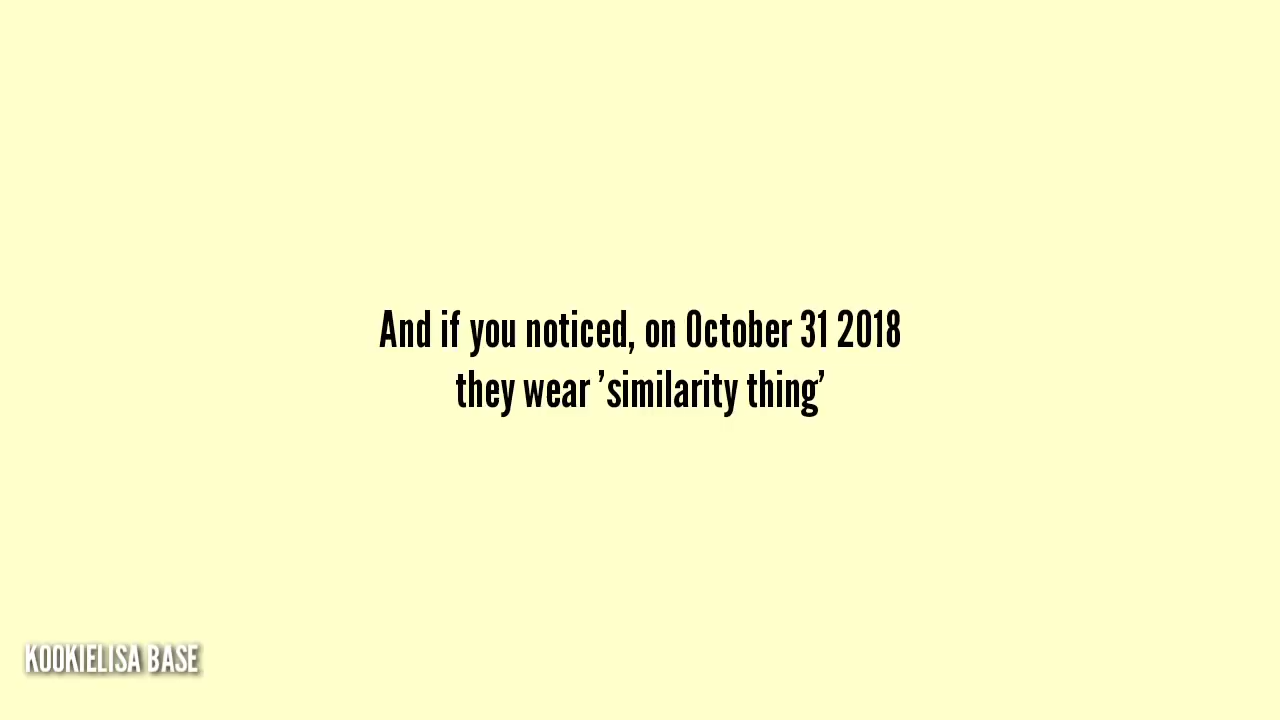 And if you noticed, on October 31 2018
they wear 'similarity thing'
KOOKIELISA BASE